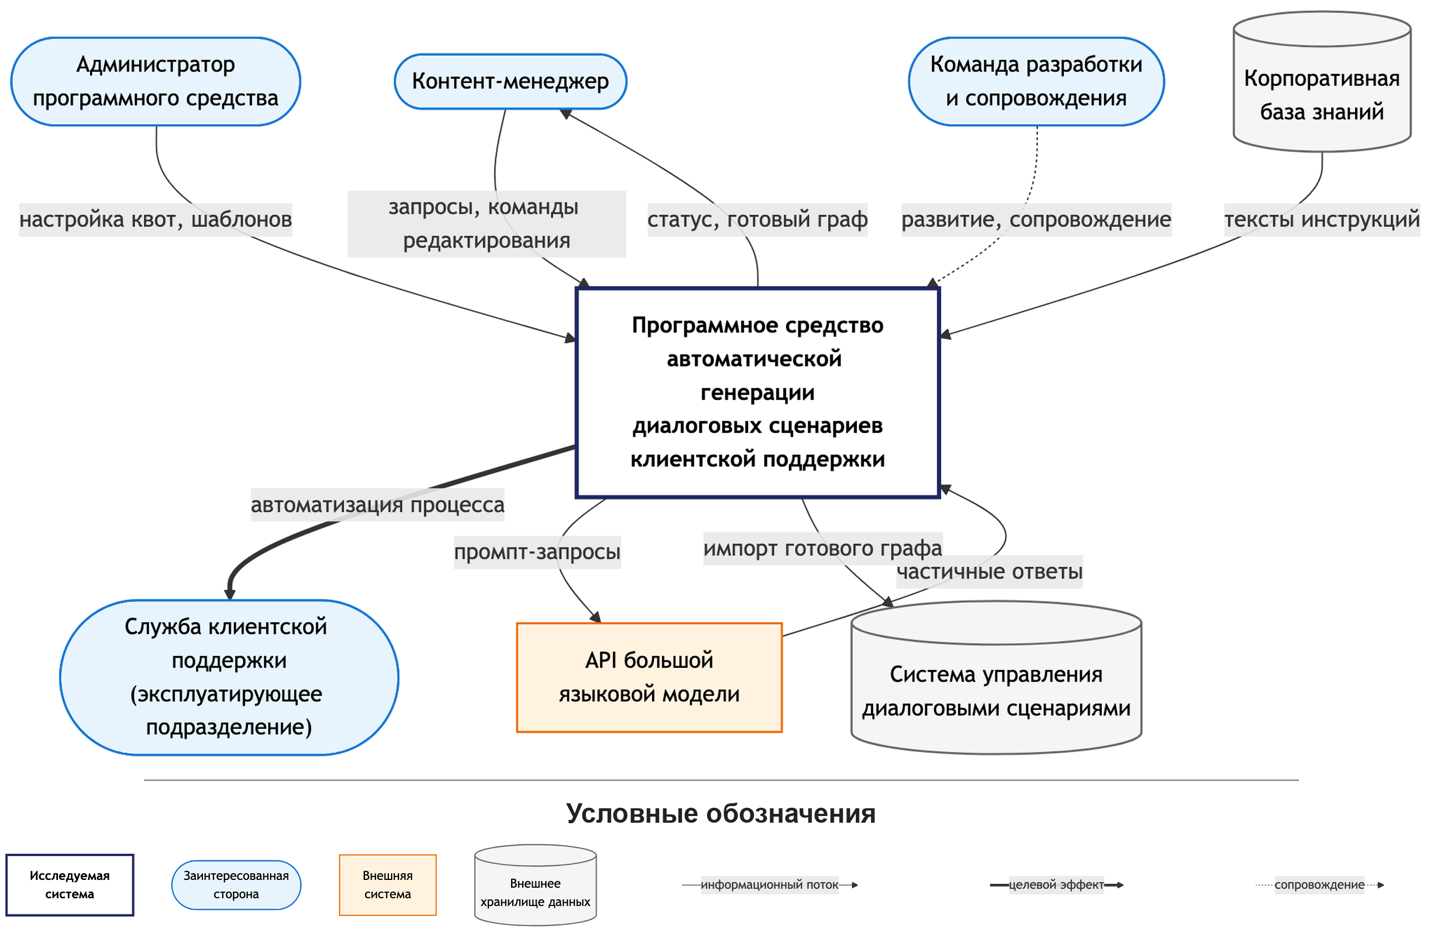 Администратор
программного средства
Контент-менеджер
Команда разработки
и сопровождения
Корпоративная
база знаний
настройка квот, шаблонов
запросы, команды
редактирования
статус, готовый граф
развитие, сопровождение
тексты инструкций
Программное средство
автоматической
генерации
диалоговых сценариев
клиентской поддержки
автоматизация процесса
промпт-запросы
импорт готового графа
частичные ответы
Служба клиентской
поддержки
(эксплуатирующее
подразделение)
API большой
языковой модели
Система управления
диалоговыми сценариями
Условные обозначения
Исследуемая
система
Заинтересованная
сторона
Внешняя
система
Внешнее
хранилище данных
информационный поток
целевой эффект
сопровождение